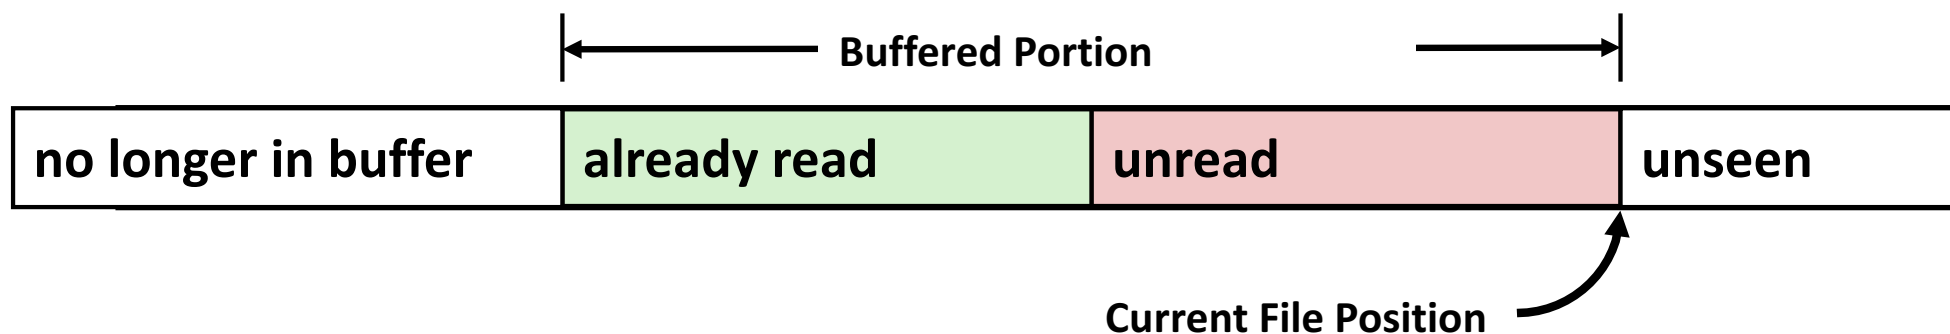 Buffered Portion
no longer in buffer already read unread unseen
Current File Position